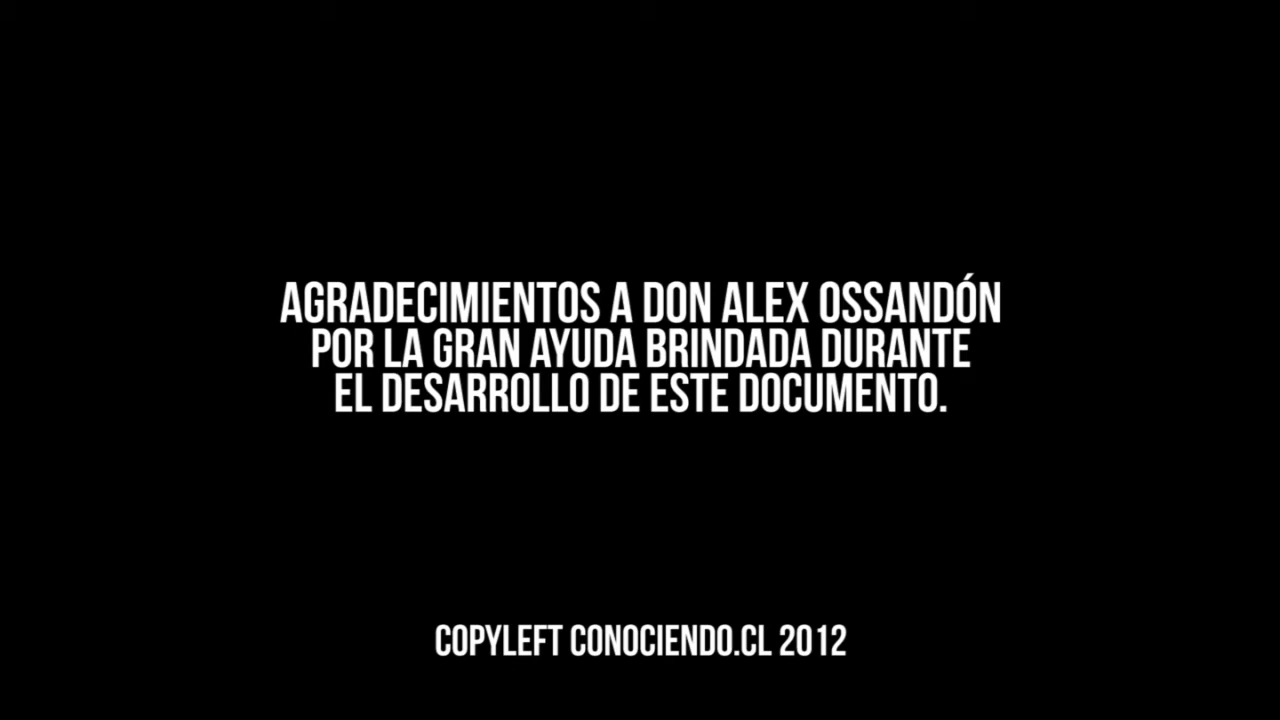 AGRADECIMIENTOS A DON ALEX OSSANDÓN
POR LA GRAN AYUDA BRINDADA DURANTE
EL DESARROLLO DE ESTE DOCUMENTO.
COPYLEFT CONOCIENDO.CL 2012